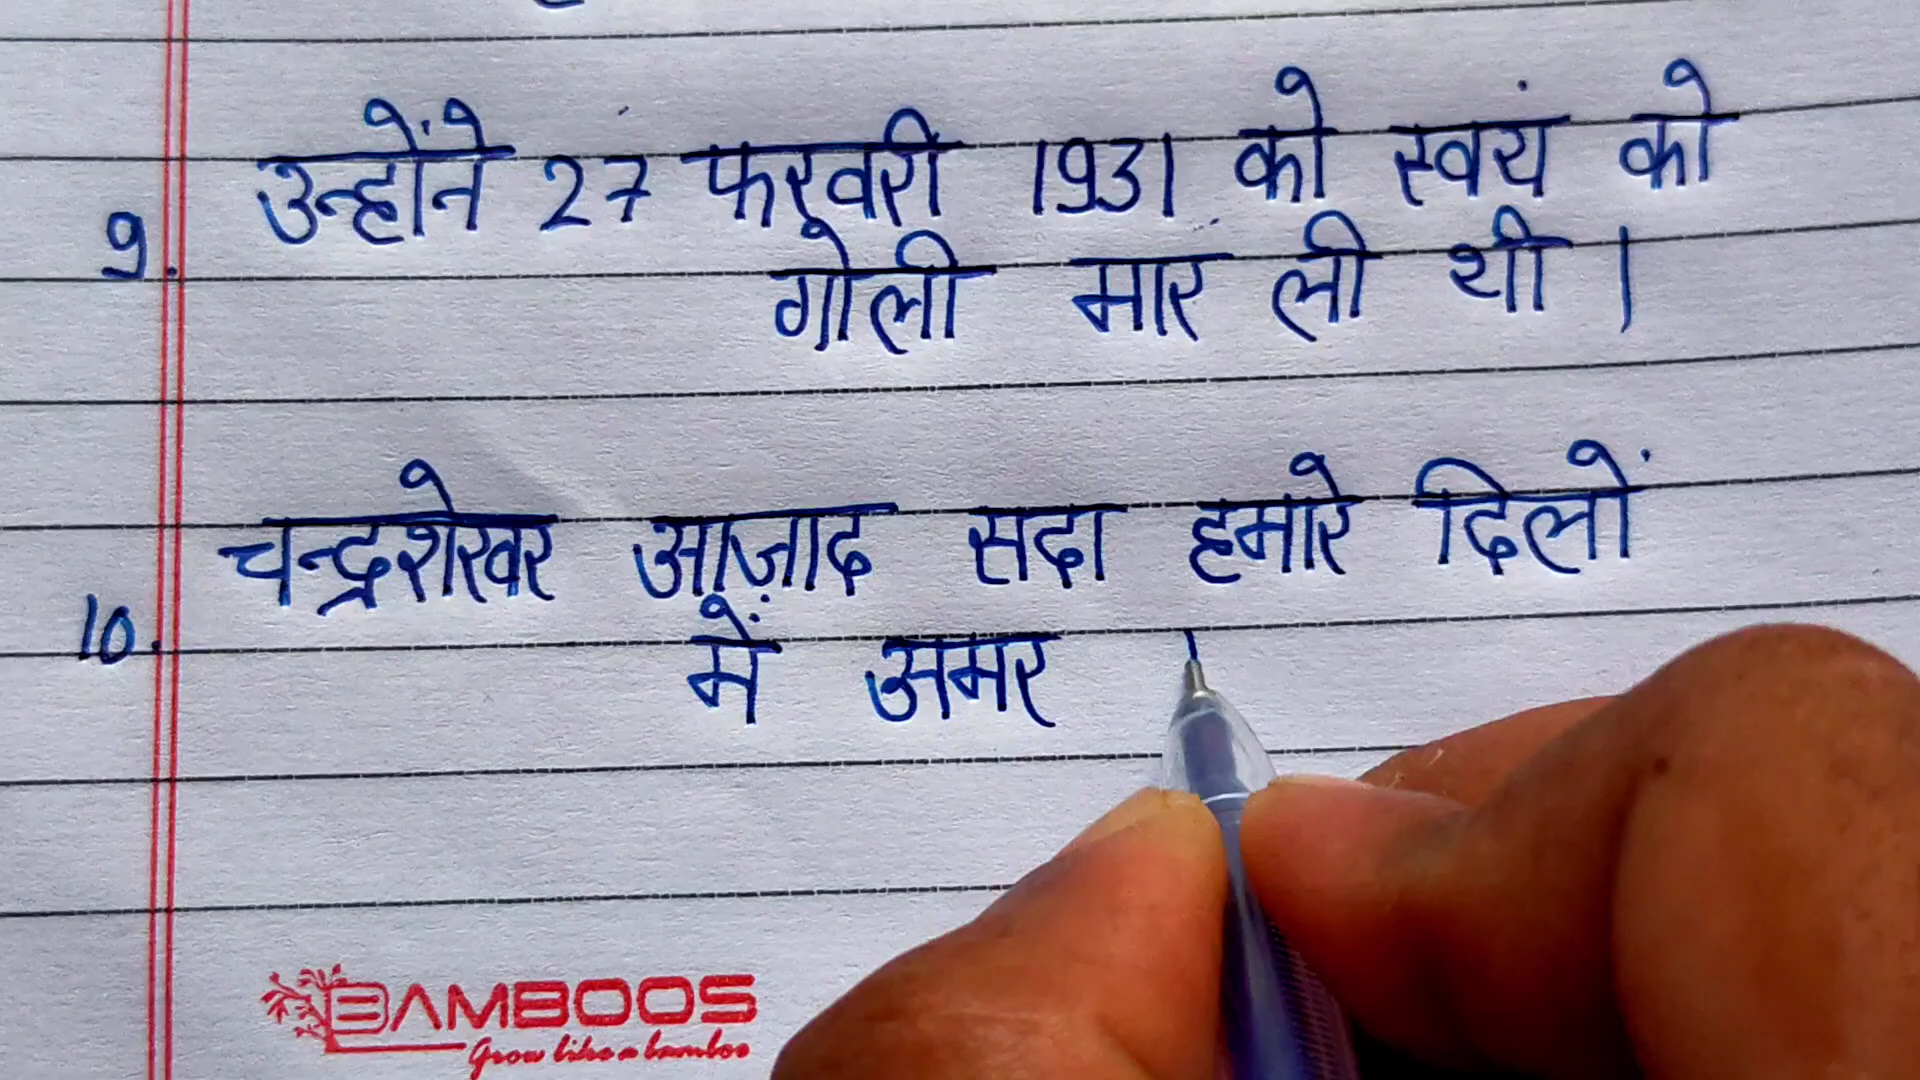 9. उन्होंने 27 फरवरी 1931 को स्वयं को
गोली मार ली थी।
10. चन्द्रशेखर आज़ाद सदा हमारे दिलों
में अमर
BAMBOOS
Grow like a bamboo